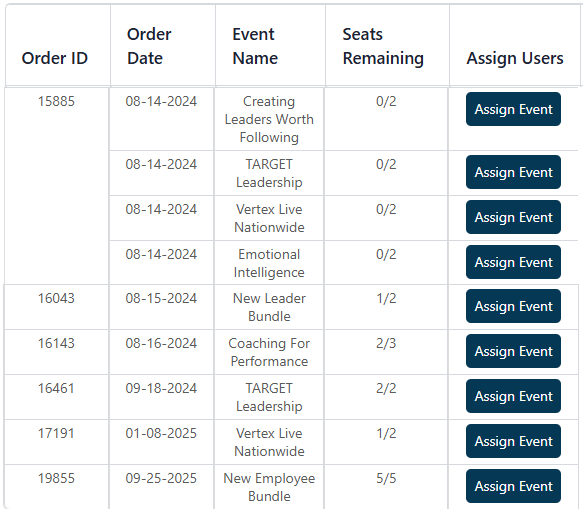 Order ID
Order
Date
Event
Name
Seats
Remaining
Assign Users
15885
08-14-2024
Creating
Leaders Worth
Following
0/2
Assign Event
08-14-2024
TARGET
Leadership
0/2
Assign Event
08-14-2024
Vertex Live
Nationwide
0/2
Assign Event
08-14-2024
Emotional
Intelligence
0/2
Assign Event
16043
08-15-2024
New Leader
Bundle
1/2
Assign Event
16143
08-16-2024
Coaching For
Performance
2/3
Assign Event
16461
09-18-2024
TARGET
Leadership
2/2
Assign Event
17191
01-08-2025
Vertex Live
Nationwide
1/2
Assign Event
19855
09-25-2025
New Employee
Bundle
5/5
Assign Event